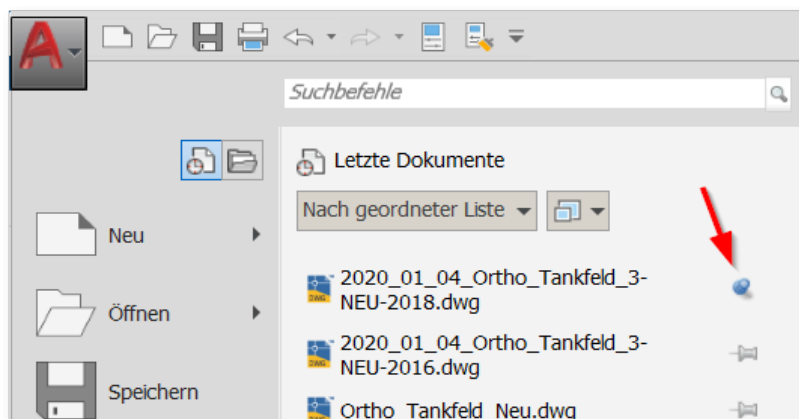 Suchbefehle
Letzte Dokumente
Nach geordneter Liste
Neu
2020_01_04_Ortho_Tankfeld_3-
NEU-2018.dwg
Öffnen
2020_01_04_Ortho_Tankfeld_3-
NEU-2016.dwg
Speichern
Ortho_Tankfeld_Neu.dwg